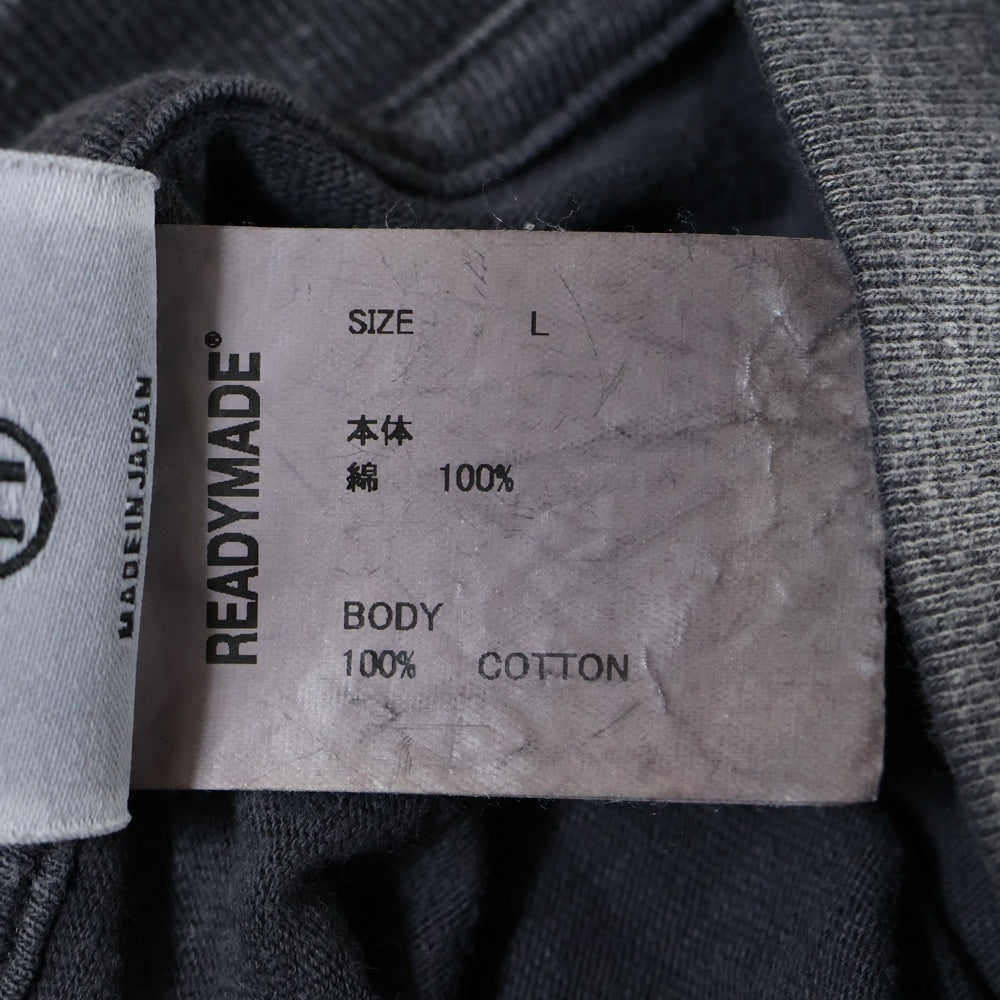 MADE IN JAPAN
READYMADE®
SIZE L
本体
綿 100%
BODY
100% COTTON